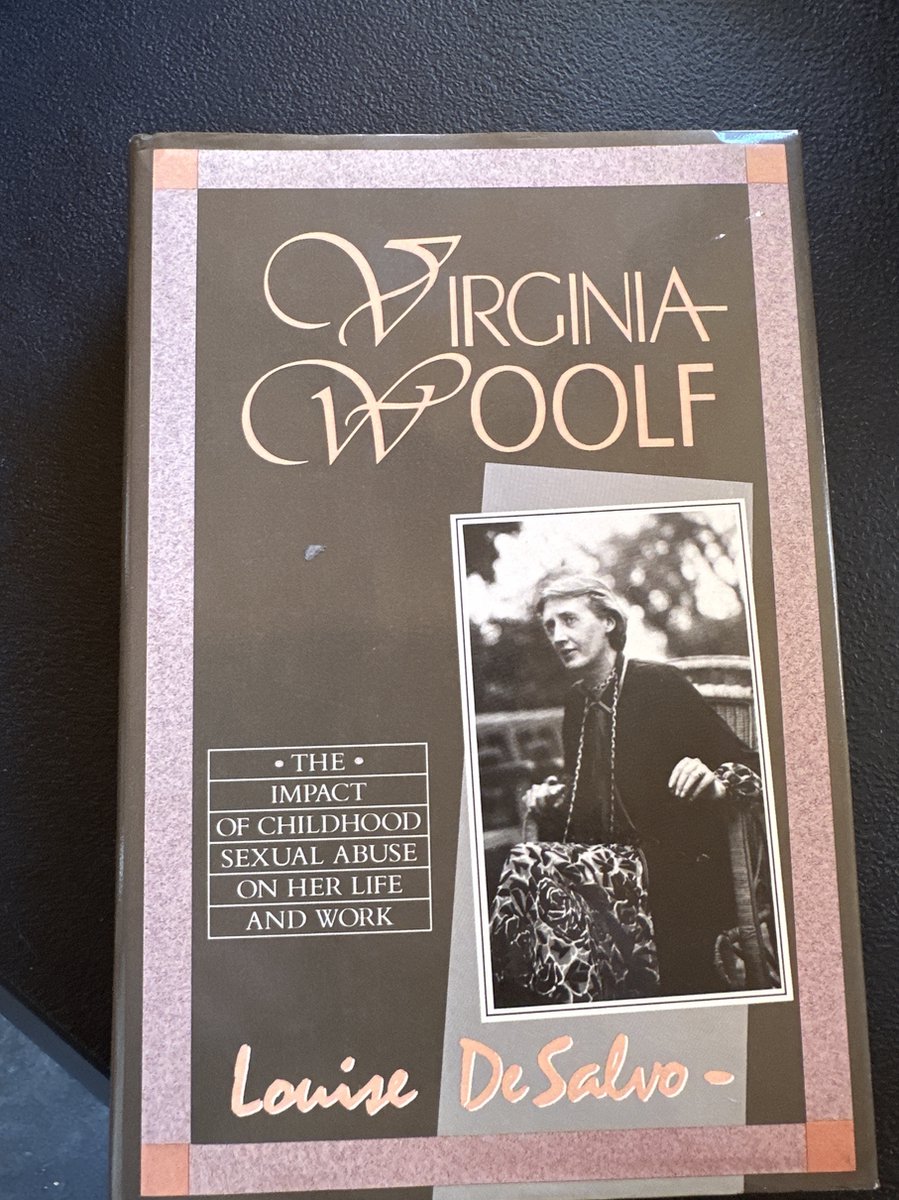 VIRGINIA
WOOLF
• THE •
IMPACT
OF CHILDHOOD
SEXUAL ABUSE
ON HER LIFE
AND WORK
Louise DeSalvo -